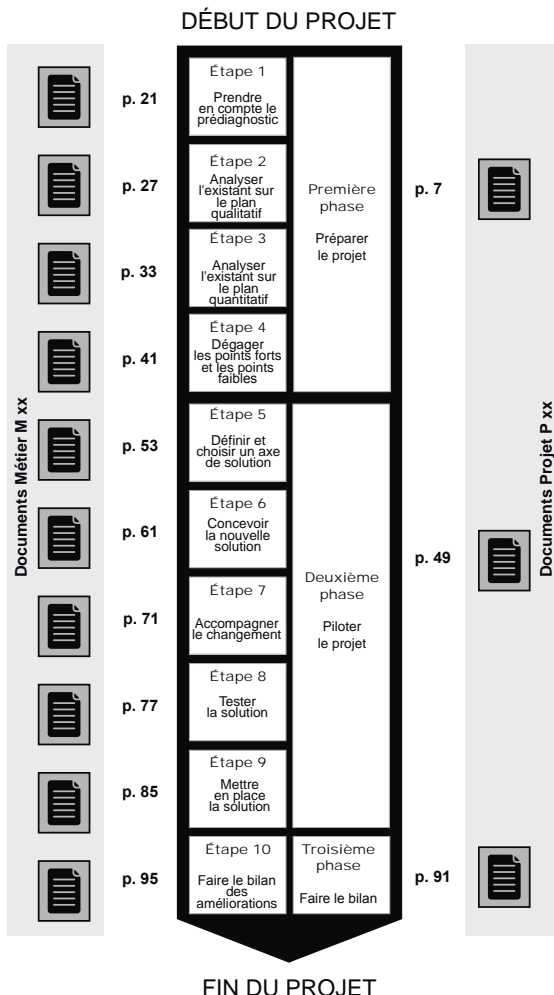 DÉBUT DU PROJET
Documents Métier M xx
p. 21
Étape 1
Prendre
en compte le
prédiagnostic
p. 27
Étape 2
Analyser
l'existant sur
le plan
qualitatif
p. 33
Étape 3
Analyser
l'existant sur
le plan
quantitatif
p. 41
Étape 4
Dégager
les points forts
et les points
faibles
Première
phase
Préparer
le projet
p. 7
p. 53
Étape 5
Définir et
choisir un axe
de solution
p. 61
Étape 6
Concevoir
la nouvelle
solution
p. 71
Étape 7
Accompagner
le changement
p. 77
Étape 8
Tester
la solution
p. 85
Étape 9
Mettre
en place
la solution
Deuxième
phase
Piloter
le projet
p. 49
p. 95
Étape 10
Faire le bilan
des
améliorations
Troisième
phase
Faire le bilan
p. 91
Documents Projet P xx
FIN DU PROJET